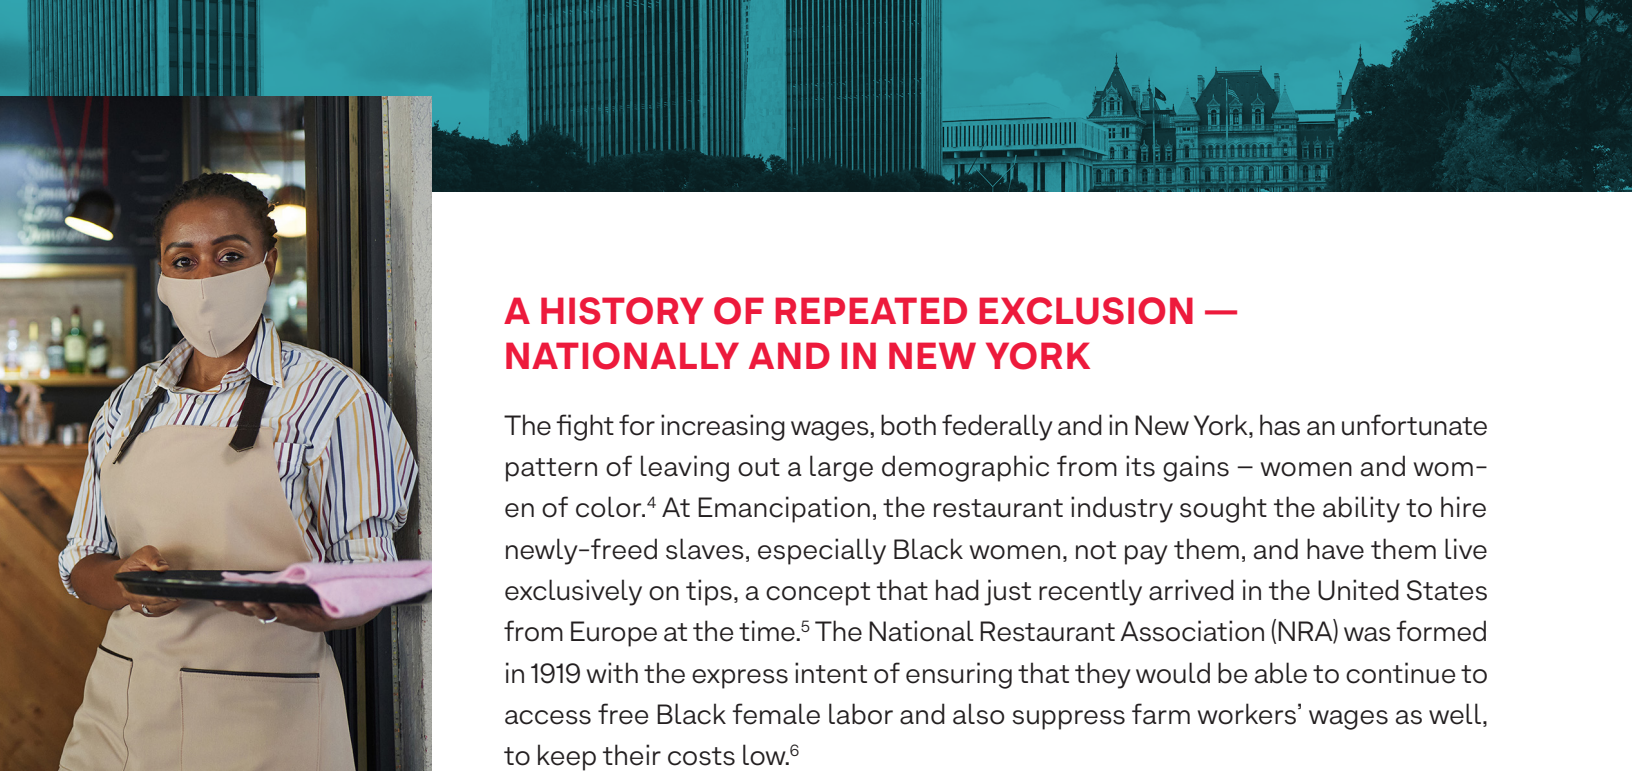 A HISTORY OF REPEATED EXCLUSION —
NATIONALLY AND IN NEW YORK
The fight for increasing wages, both federally and in New York, has an unfortunate
pattern of leaving out a large demographic from its gains – women and wom-
en of color.4 At Emancipation, the restaurant industry sought the ability to hire
newly-freed slaves, especially Black women, not pay them, and have them live
exclusively on tips, a concept that had just recently arrived in the United States
from Europe at the time.5 The National Restaurant Association (NRA) was formed
in 1919 with the express intent of ensuring that they would be able to continue to
access free Black female labor and also suppress farm workers’ wages as well,
to keep their costs low.6